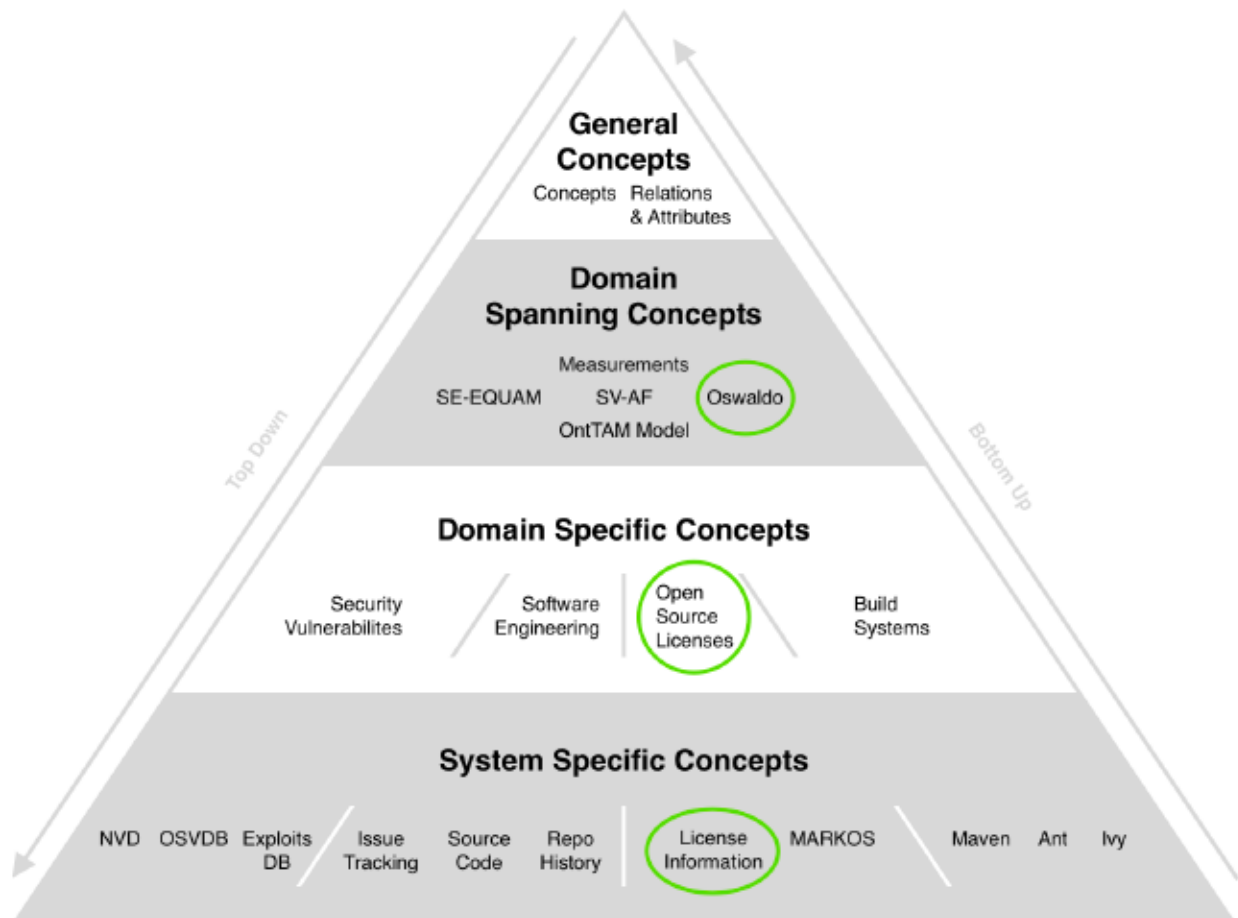 General
Concepts
Concepts Relations
& Attributes
Domain
Spanning Concepts
Measurements
SE-EQUAM SV-AF Oswaldo
OntTAM Model
Top Down
Bottom Up
Domain Specific Concepts
Security
Vulnerabilites
Software
Engineering
Open
Source
Licenses
Build
Systems
System Specific Concepts
NVD OSVDB Exploits
DB
Issue
Tracking
Source
Code
Repo
History
License
Information
MARKOS
Maven Ant Ivy